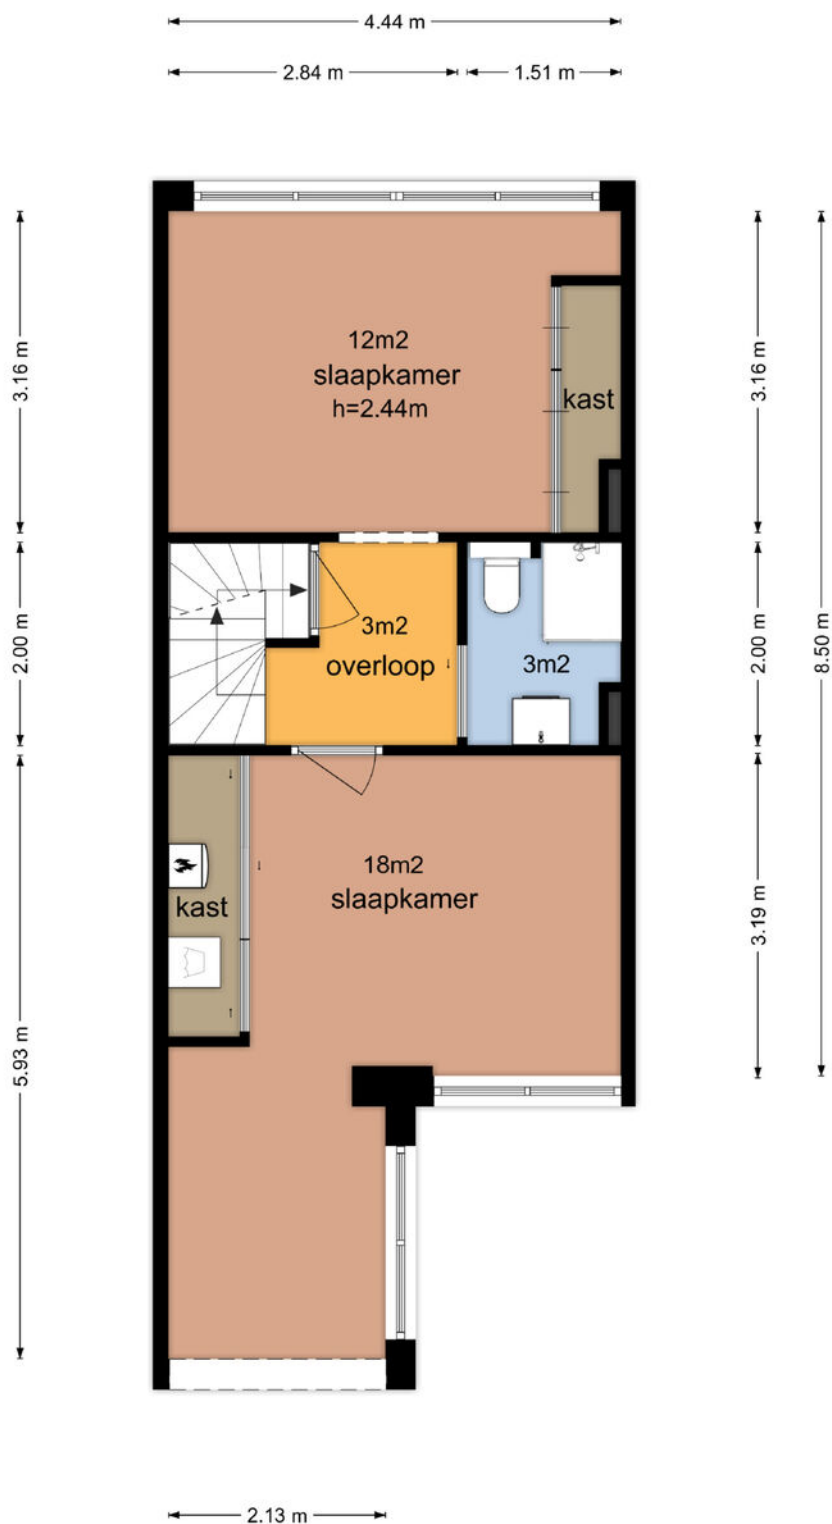 4.44 m
2.84 m
1.51 m
3.16 m
3.16 m
12m2
slaapkamer
h=2.44m
kast
2.00 m
2.00 m
8.50 m
3m2
overloop
3m2
18m2
slaapkamer
kast
3.19 m
5.93 m
2.13 m